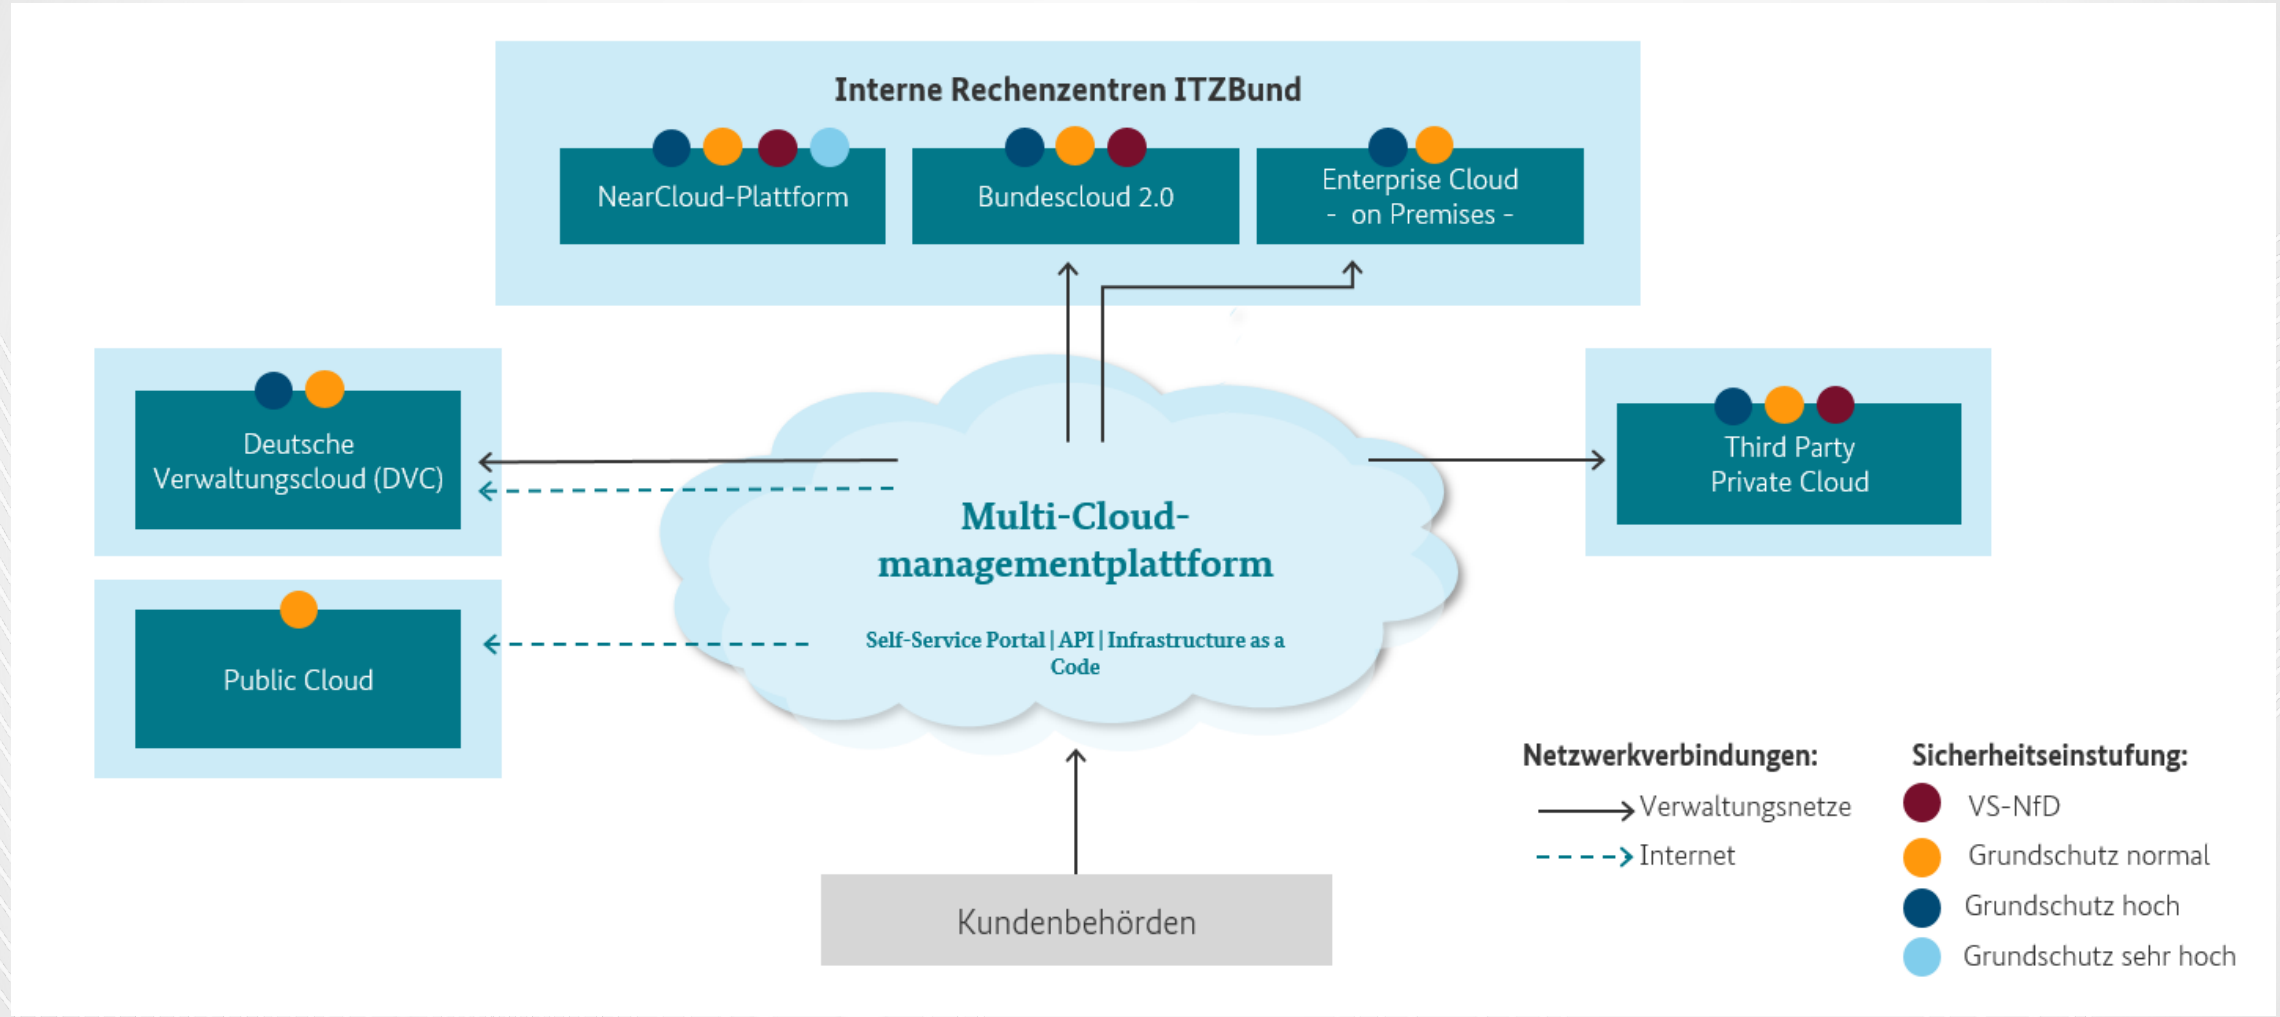 Interne Rechenzentren ITZBund
NearCloud-Plattform
Bundescloud 2.0
Enterprise Cloud
- on Premises -
Deutsche
Verwaltungscloud (DVC)
Public Cloud
Multi-Cloud-
managementplattform
Self-Service Portal | API | Infrastructure as a
Code
Third Party
Private Cloud
Kundenbehörden
Netzwerkverbindungen:
Verwaltungsnetze
Internet
Sicherheitseinstufung:
VS-NfD
Grundschutz normal
Grundschutz hoch
Grundschutz sehr hoch